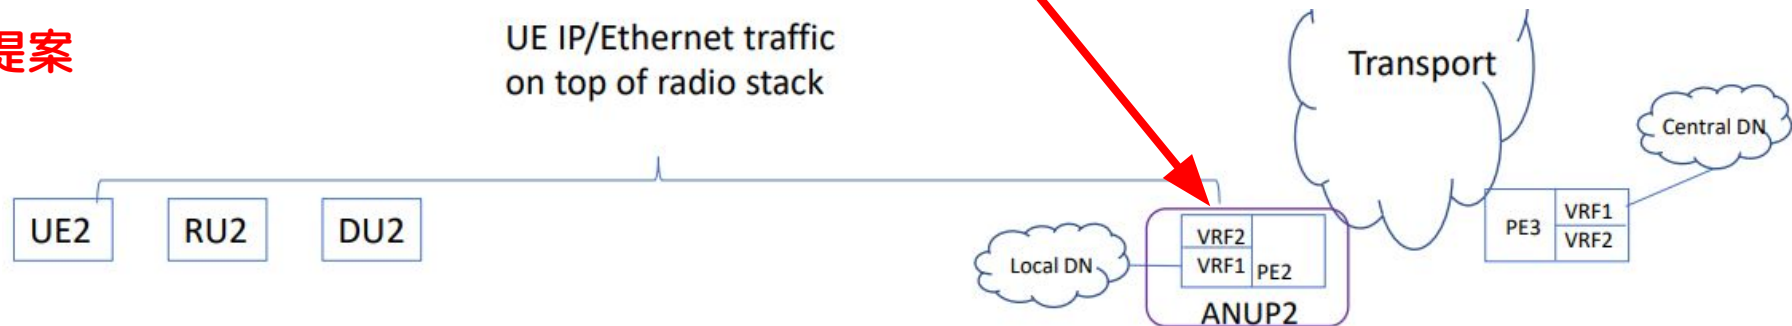 提案
UE IP/Ethernet traffic
on top of radio stack
Transport
Central DN
UE2
RU2
DU2
Local DN
VRF2
VRF1
PE2
ANUP2
PE3
VRF1
VRF2